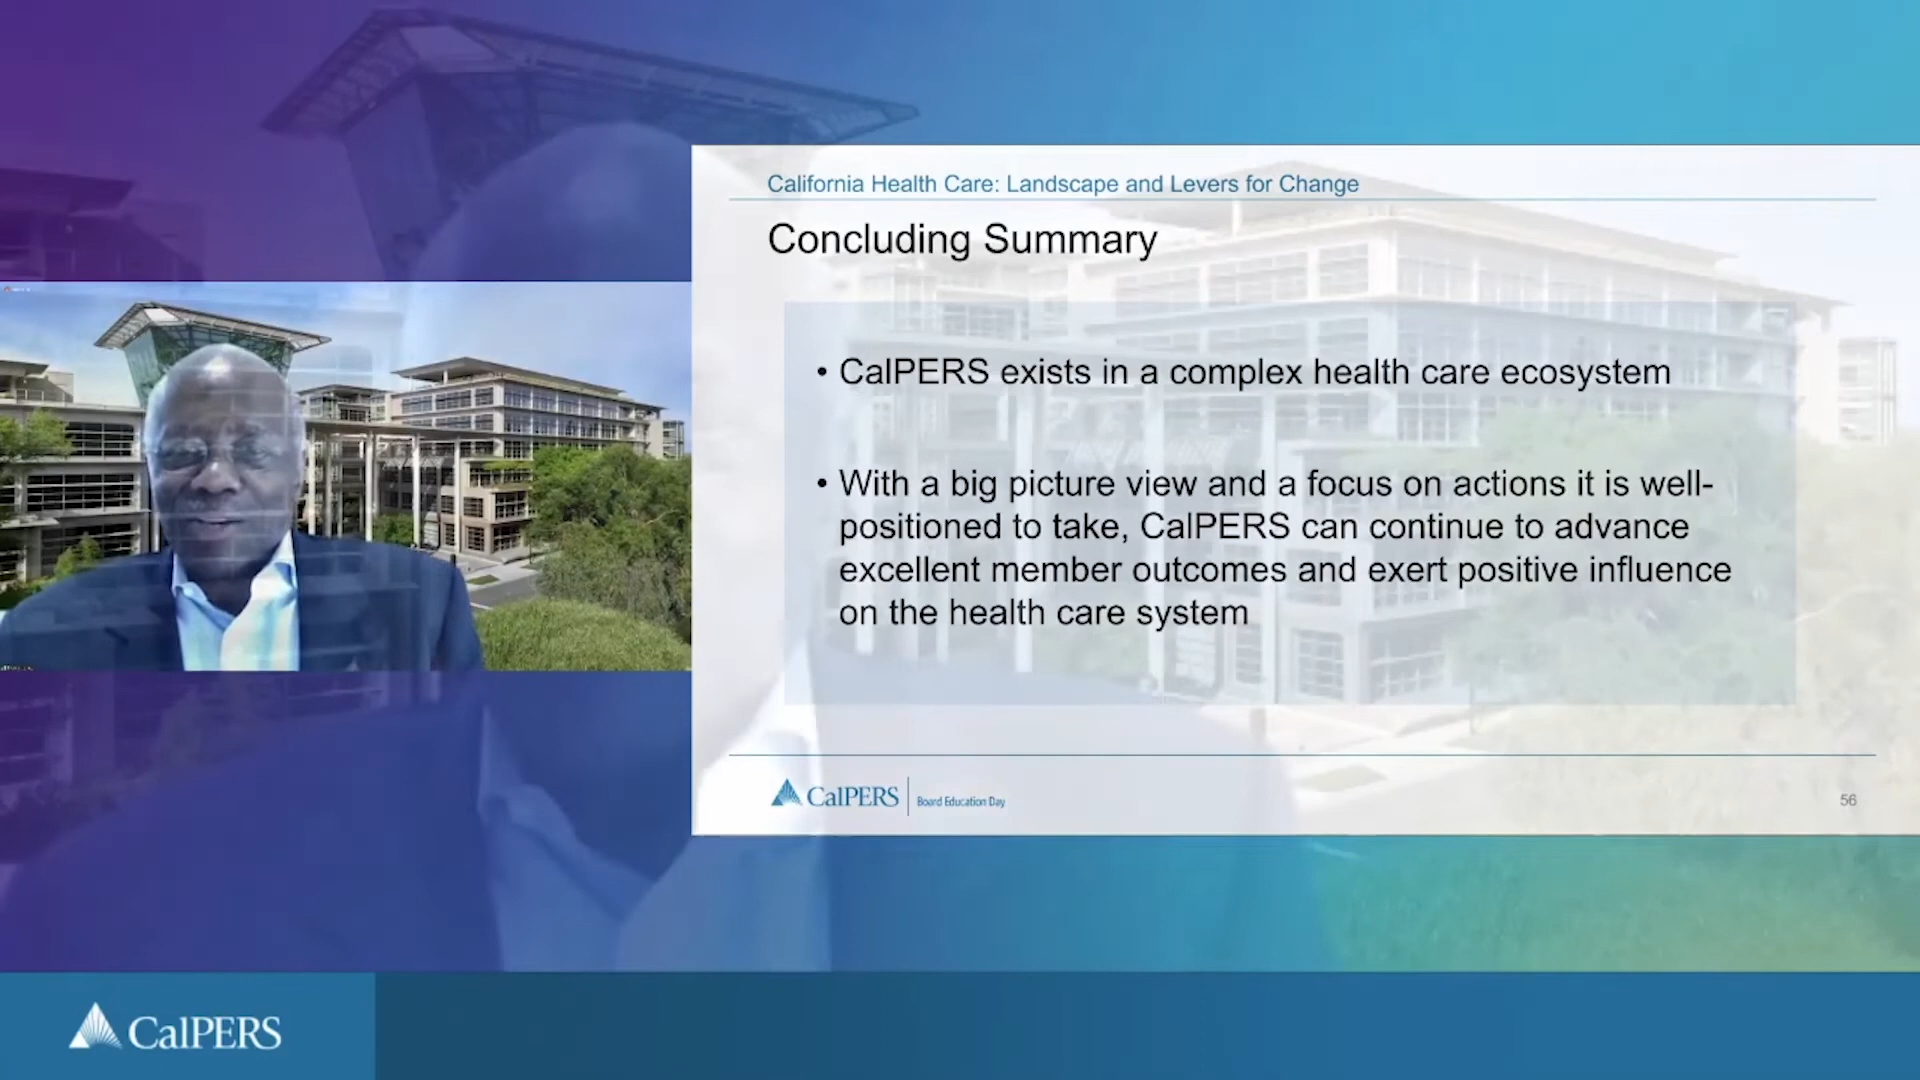 California Health Care: Landscape and Levers for Change
Concluding Summary
• CalPERS exists in a complex health care ecosystem
• With a big picture view and a focus on actions it is well-
positioned to take, CalPERS can continue to advance
excellent member outcomes and exert positive influence
on the health care system
CalPERS
Board Education Day
56
CalPERS